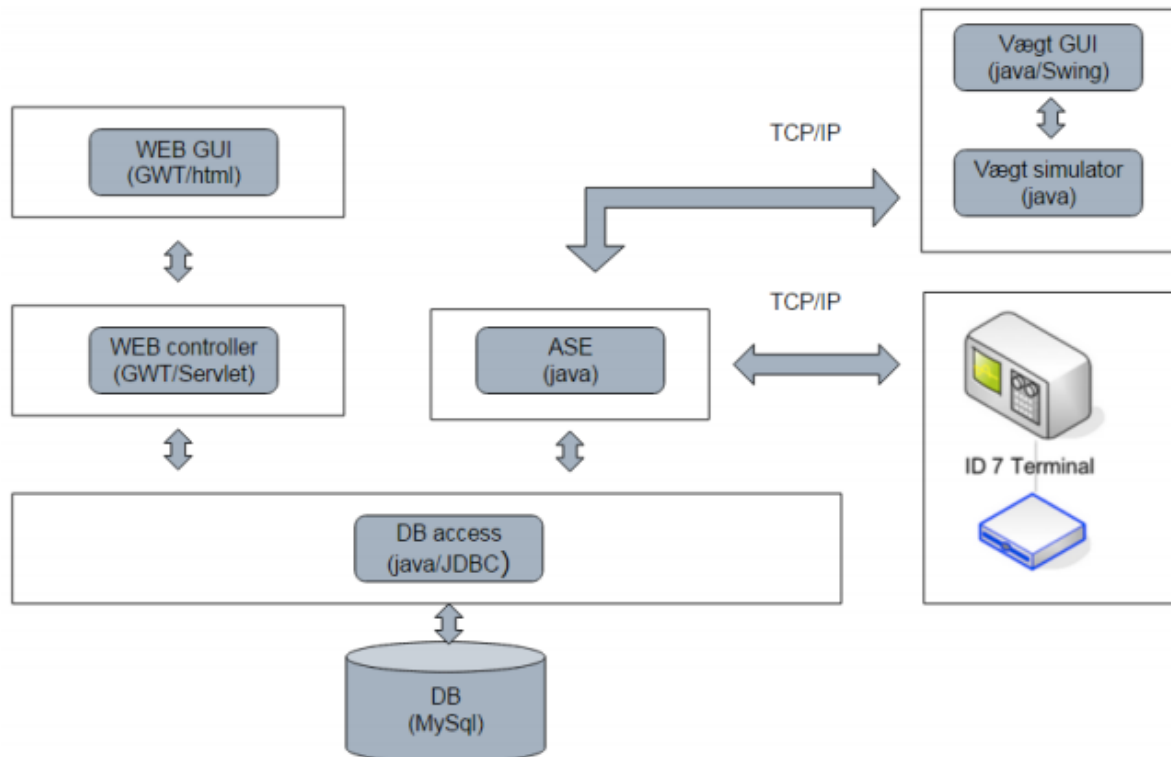 Vægt GUI
(java/Swing)
TCP/IP
WEB GUI
(GWT/html)
Vægt simulator
(java)
TCP/IP
WEB controller
(GWT/Servlet)
ASE
(java)
ID 7 Terminal
DB access
(java/JDBC)
DB
(MySql)